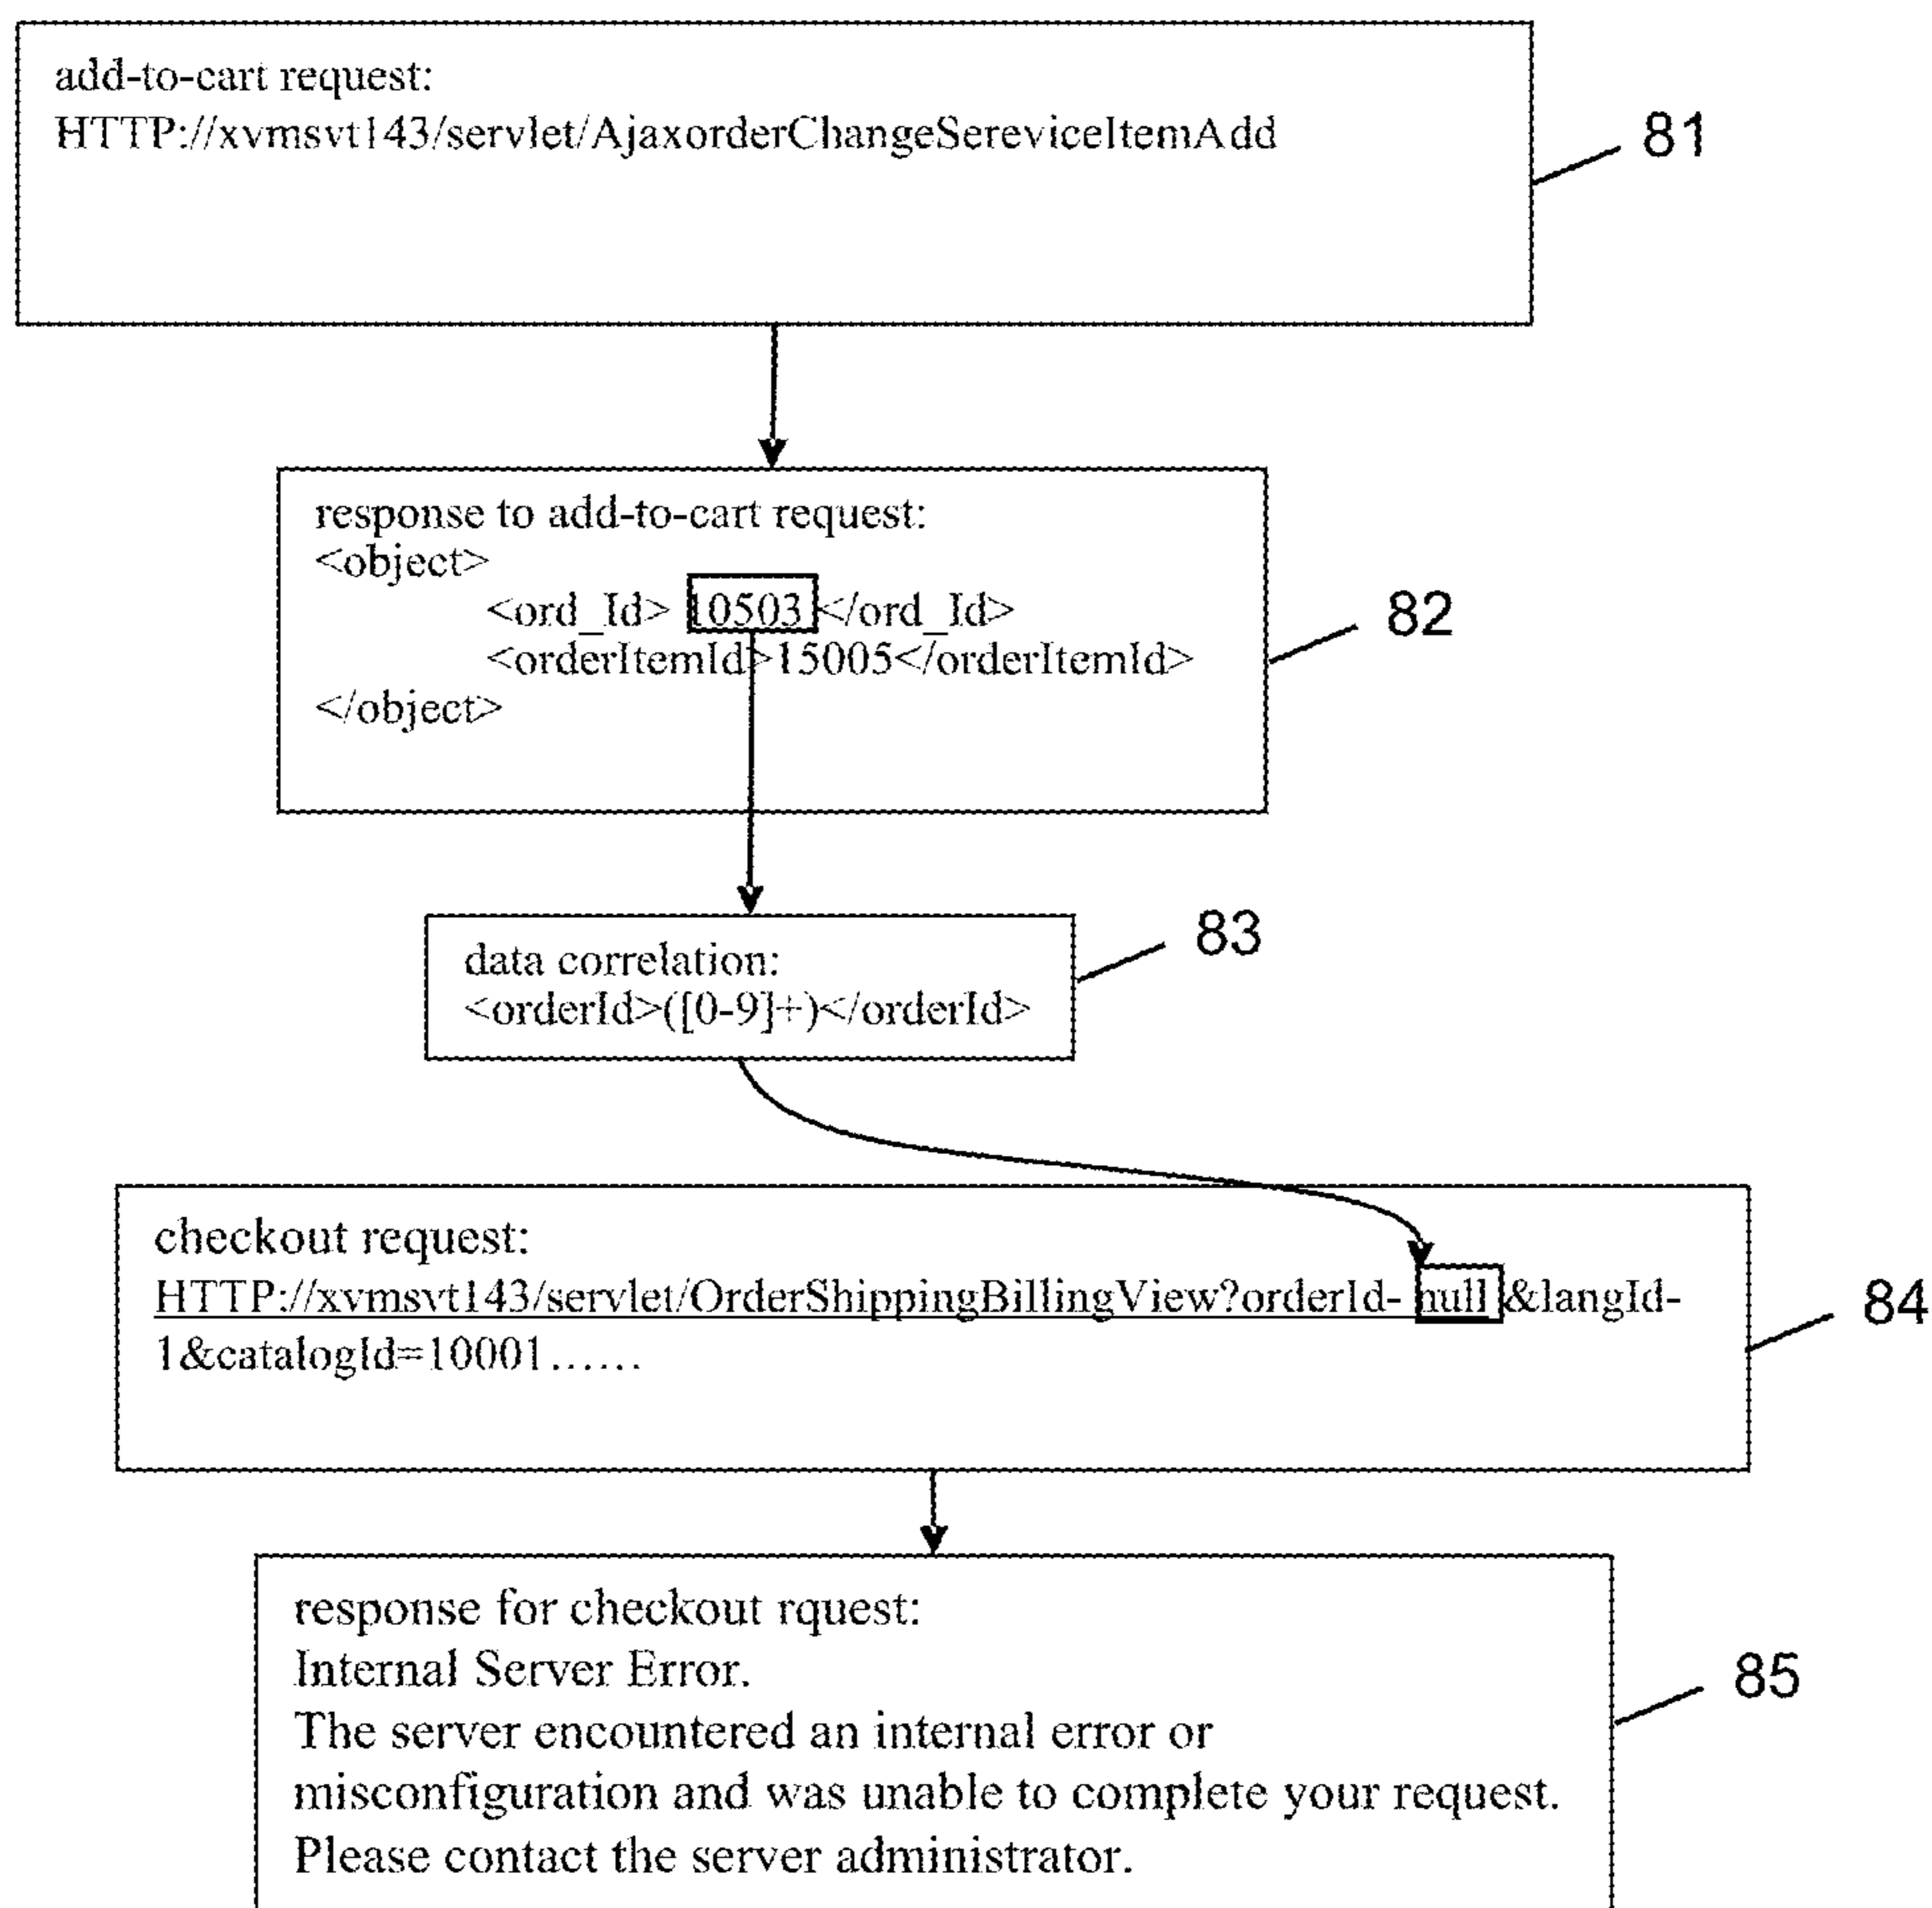 add-to-cart request:
HTTP://xvmsvt143/servlet/AjaxorderChangeSereviceItemAdd
81
response to add-to-cart request:
<object>
<ord_Id> 10503 </ord_Id>
<orderItemId>15005</orderItemId>
</object>
82
data correlation:
<orderId>([0-9]+)</orderId>
83
checkout request:
HTTP://xvmsvt143/servlet/OrderShippingBillingView?orderId- null &langId-
1&catalogId=10001......
84
response for checkout rquest:
Internal Server Error.
The server encountered an internal error or
misconfiguration and was unable to complete your request.
Please contact the server administrator.
85